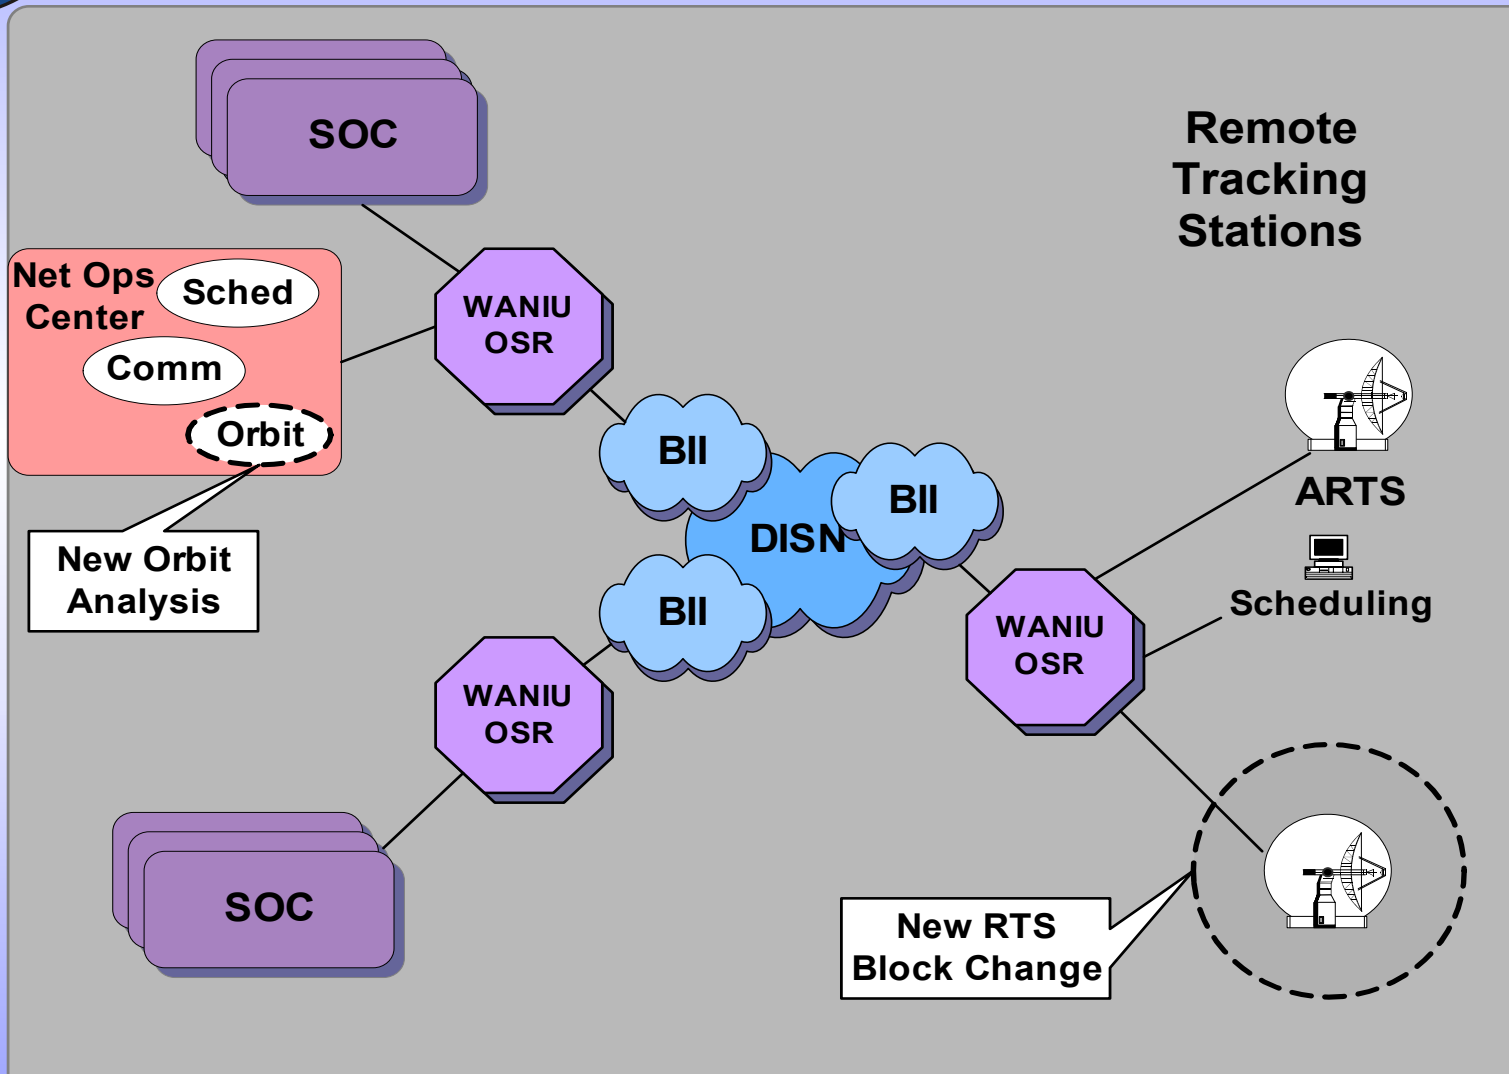 SOC
Remote
Tracking
Stations
Net Ops
Center
Sched
Comm
Orbit
WANIU
OSR
New Orbit
Analysis
BII
DISN
BII
BII
ARTS
Scheduling
WANIU
OSR
WANIU
OSR
SOC
New RTS
Block Change